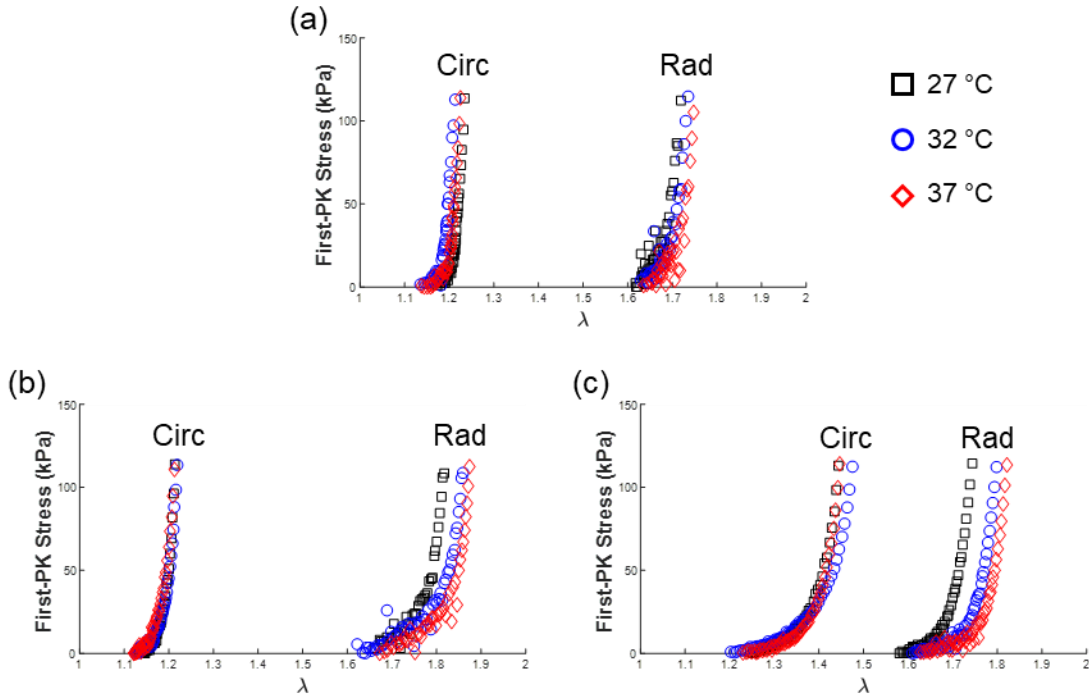 (a)
150
100
50
0
First-PK Stress (kPa)
Circ
Rad
1 1.1 1.2 1.3 1.4 1.5 1.6 1.7 1.8 1.9 2
λ
27 °C
32 °C
37 °C
(b)
150
100
50
0
First-PK Stress (kPa)
Circ
Rad
1 1.1 1.2 1.3 1.4 1.5 1.6 1.7 1.8 1.9 2
λ
(c)
150
100
50
0
First-PK Stress (kPa)
Circ
Rad
1 1.1 1.2 1.3 1.4 1.5 1.6 1.7 1.8 1.9 2
λ